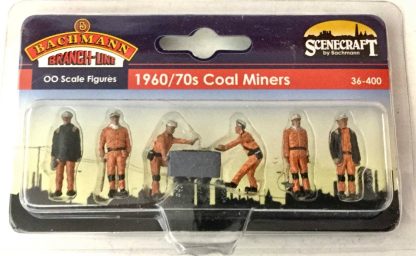 BACHMANN
BRANCH-LINE
OO Scale Figures
1960/70s Coal Miners
SCENECRAFT
by Bachmann
36-400